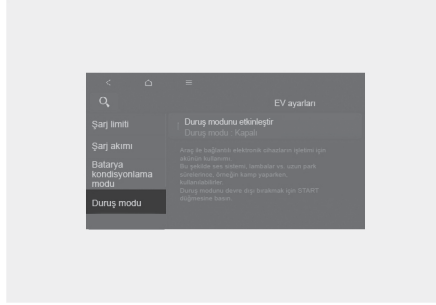 EV ayarları
Şarj limiti
Şarj akımı
Batarya
kondisyonlama
modu
Duruş modu
Duruş modunu etkinleştir
Duruş modu : Kapalı
Araç ile bağlantılı elektronik cihazların işletimi için
akünün kullanımı.
Bu şekilde ses sistemi, lambalar vs. uzun park
sürelerince, örneğin kamp yaparken,
kullanılabilirler.
Duruş modunu devre dışı bırakmak için START
düğmesine basın.